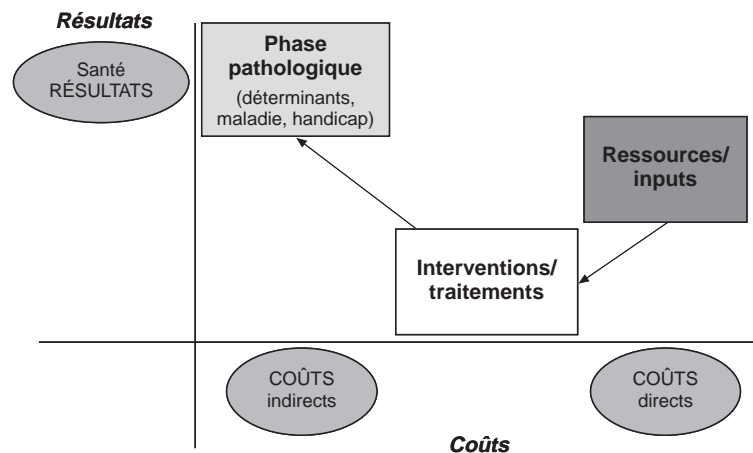 Résultats
Santé
RÉSULTATS
Phase
pathologique
(déterminants,
maladie, handicap)
Ressources/
inputs
Interventions/
traitements
COÛTS
indirects
COÛTS
directs
Coûts